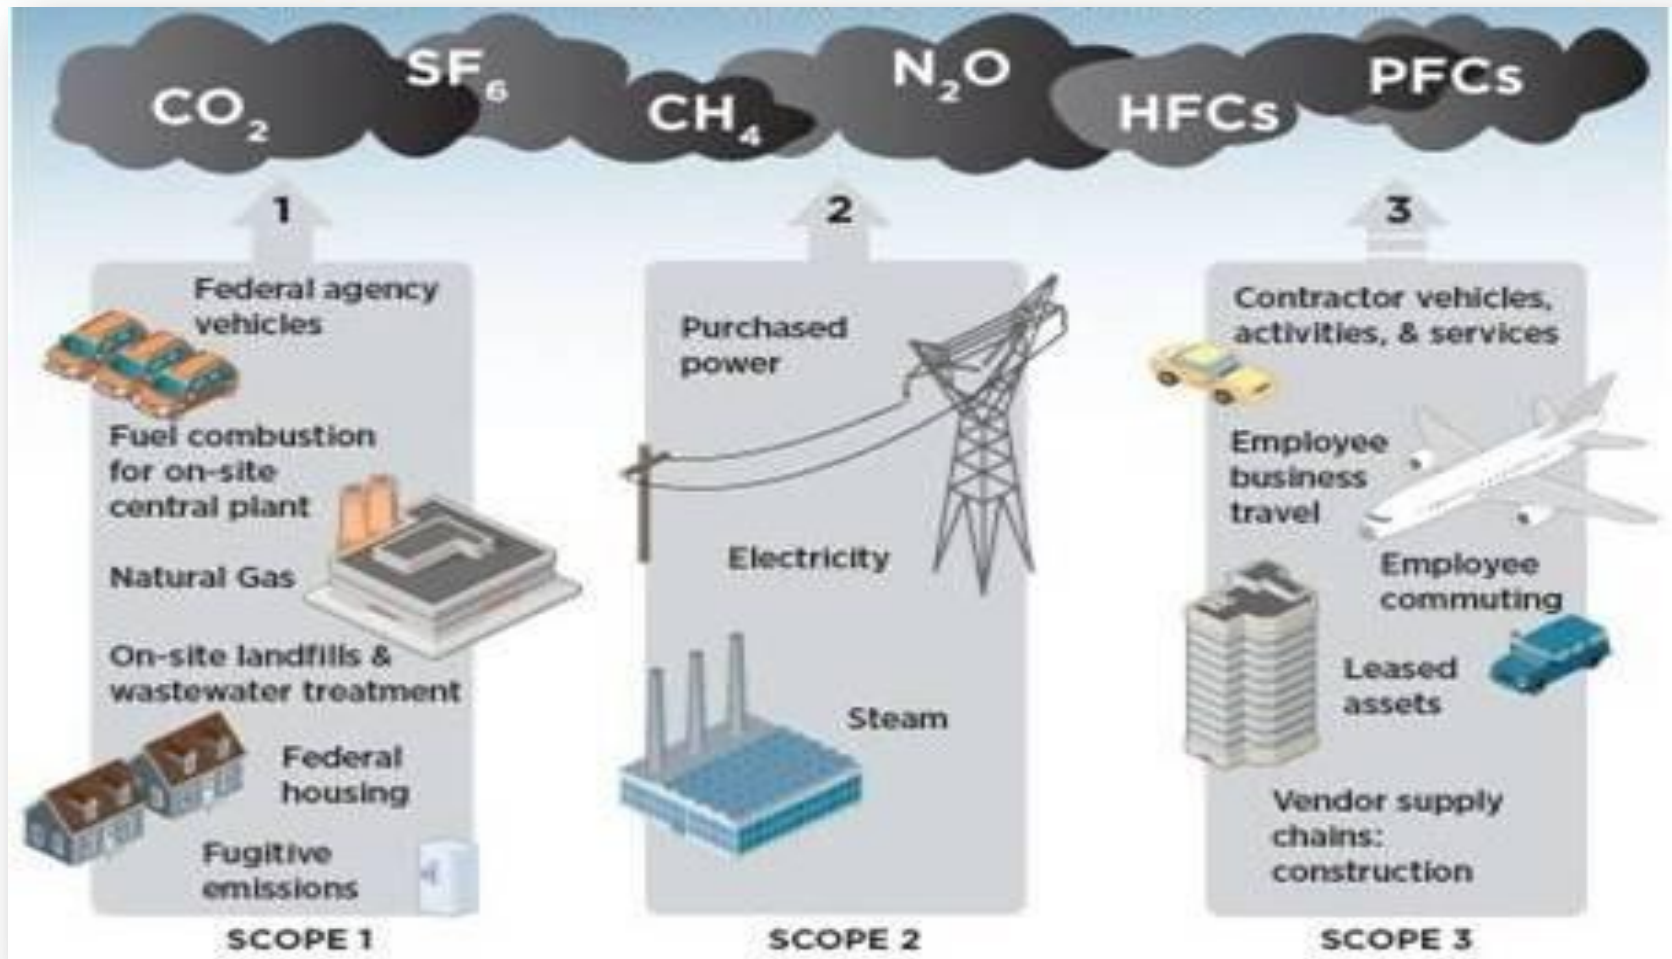 CO₂
SF₆
CH₄
N₂O
HFCs
PFCs
1
Federal agency
vehicles
Fuel combustion
for on-site
central plant
Natural Gas
On-site landfills &
wastewater treatment
Federal
housing
Fugitive
emissions
SCOPE 1
2
Purchased
power
Electricity
Steam
SCOPE 2
3
Contractor vehicles,
activities, & services
Employee
business
travel
Employee
commuting
Leased
assets
Vendor supply
chains:
construction
SCOPE 3